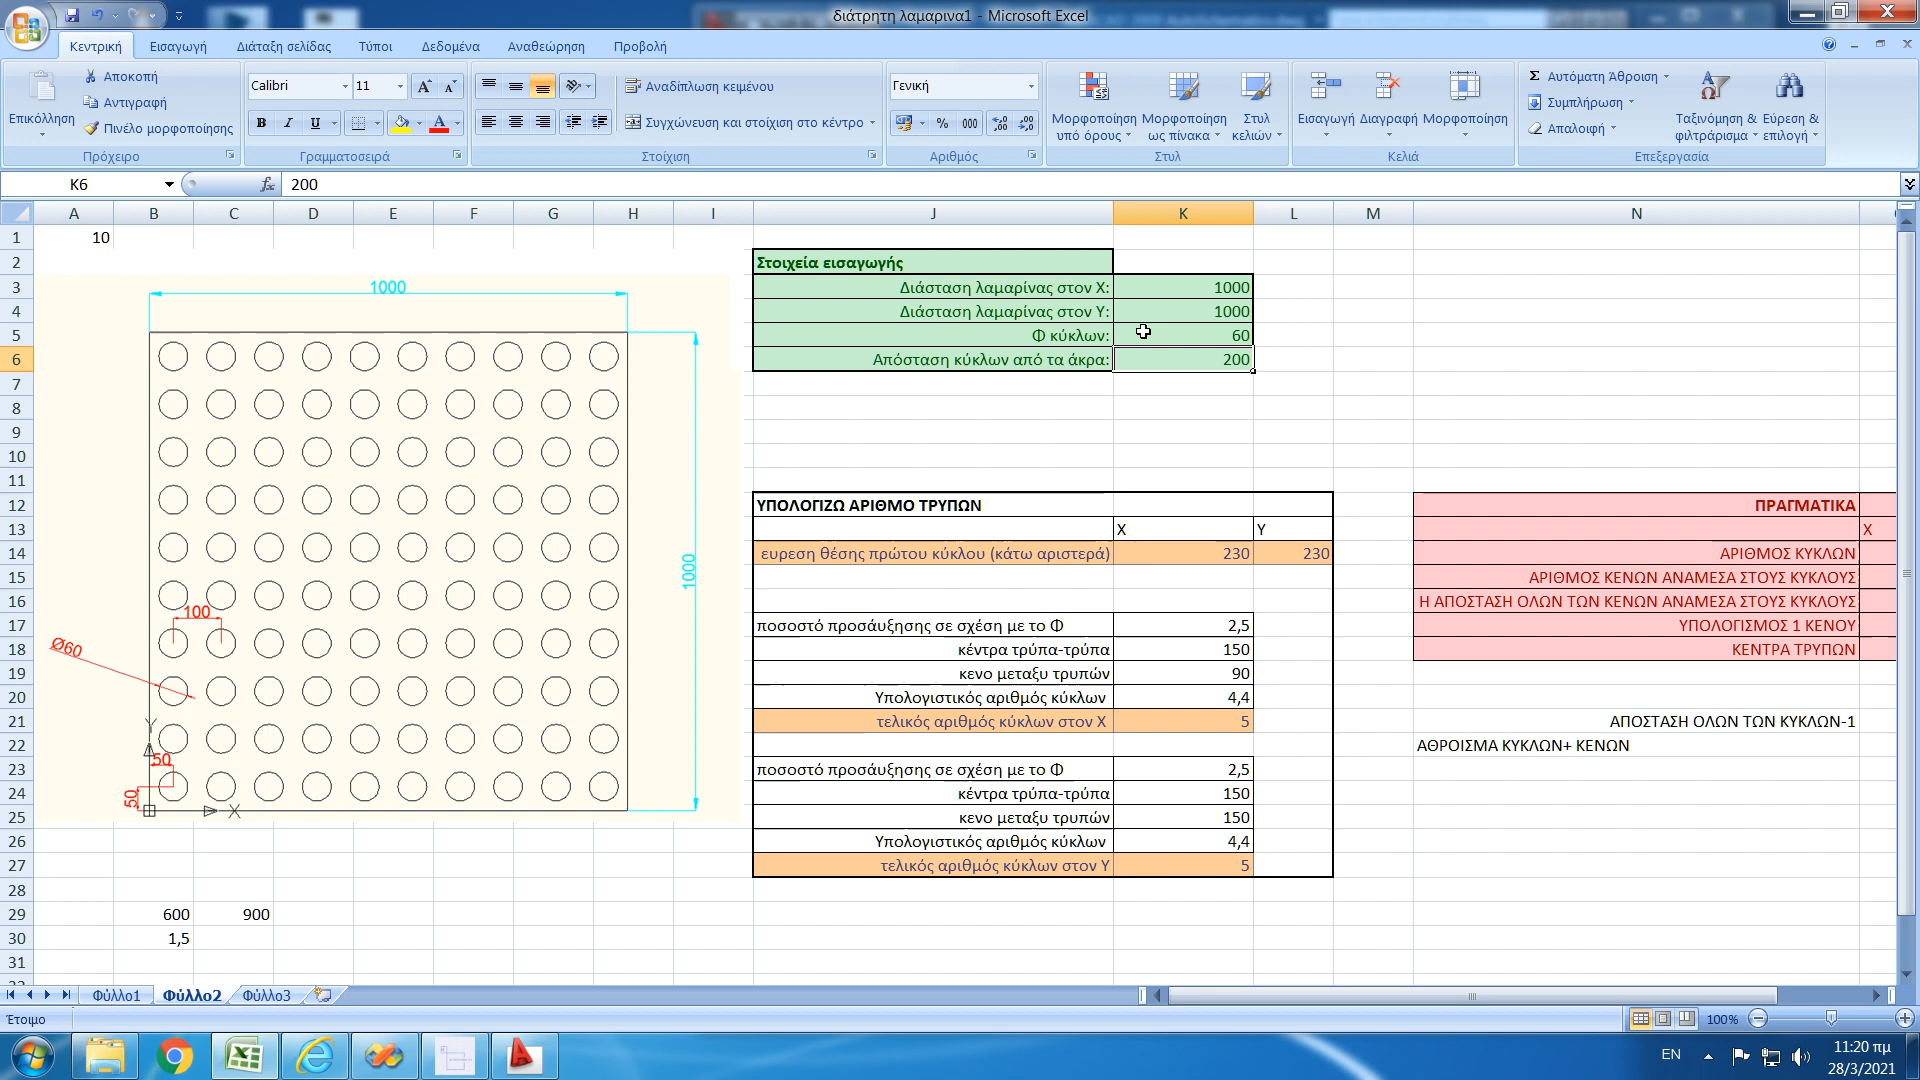 διάτρητη λαμαρινα1 - Microsoft Excel
Κεντρική Εισαγωγή Διάταξη σελίδας Τύποι Δεδομένα Αναθεώρηση Προβολή
Επικόλληση
Αποκοπή
Αντιγραφή
Πινέλο μορφοποίησης
Πρόχειρο
Calibri 11
B I U
Γραμματοσειρά
Αναδίπλωση κειμένου
Συγχώνευση και στοίχιση στο κέντρο
Στοίχιση
Γενική
% 000
Αριθμός
Μορφοποίηση υπό όρους
Μορφοποίηση ως πίνακα
Στυλ κελιών
Στυλ
Εισαγωγή Διαγραφή Μορφοποίηση
Κελιά
Σ Αυτόματη Άθροιση
Συμπλήρωση
Απαλοιφή
Ταξινόμηση & φιλτράρισμα
Εύρεση & επιλογή
Επεξεργασία
K6 fx 200
A B C D E F G H I J K L M N
1 10
2 Στοιχεία εισαγωγής
3 Διάσταση λαμαρίνας στον Χ: 1000
4 Διάσταση λαμαρίνας στον Υ: 1000
5 Φ κύκλων: 60
6 Απόσταση κύκλων από τα άκρα: 200
7
8
9
10
11
12 ΥΠΟΛΟΓΙΖΩ ΑΡΙΘΜΟ ΤΡΥΠΩΝ ΠΡΑΓΜΑΤΙΚΑ
13 X Y X
14 ευρεση θέσης πρώτου κύκλου (κάτω αριστερά) 230 230 ΑΡΙΘΜΟΣ ΚΥΚΛΩΝ
15 ΑΡΙΘΜΟΣ ΚΕΝΩΝ ΑΝΑΜΕΣΑ ΣΤΟΥΣ ΚΥΚΛΟΥΣ
16 Η ΑΠΟΣΤΑΣΗ ΟΛΩΝ ΤΩΝ ΚΕΝΩΝ ΑΝΑΜΕΣΑ ΣΤΟΥΣ ΚΥΚΛΟΥΣ
17 ποσοστό προσάυξησης σε σχέση με το Φ 2,5 ΥΠΟΛΟΓΙΣΜΟΣ 1 ΚΕΝΟΥ
18 κέντρα τρύπα-τρύπα 150 ΚΕΝΤΡΑ ΤΡΥΠΩΝ
19 κενο μεταξυ τρυπών 90
20 Υπολογιστικός αριθμός κύκλων 4,4
21 τελικός αριθμός κύκλων στον Χ 5 ΑΠΟΣΤΑΣΗ ΟΛΩΝ ΤΩΝ ΚΥΚΛΩΝ-1
22 ΑΘΡΟΙΣΜΑ ΚΥΚΛΩΝ+ ΚΕΝΩΝ
23 ποσοστό προσάυξησης σε σχέση με το Φ 2,5
24 κέντρα τρύπα-τρύπα 150
25 κενο μεταξυ τρυπών 150
26 Υπολογιστικός αριθμός κύκλων 4,4
27 τελικός αριθμός κύκλων στον Υ 5
28
29 600 900
30 1,5
31
1000
1000
100
Ø60
50
50
Y
X
Φύλλο1 Φύλλο2 Φύλλο3
Έτοιμο 100%
EN
11:20 πμ
28/3/2021